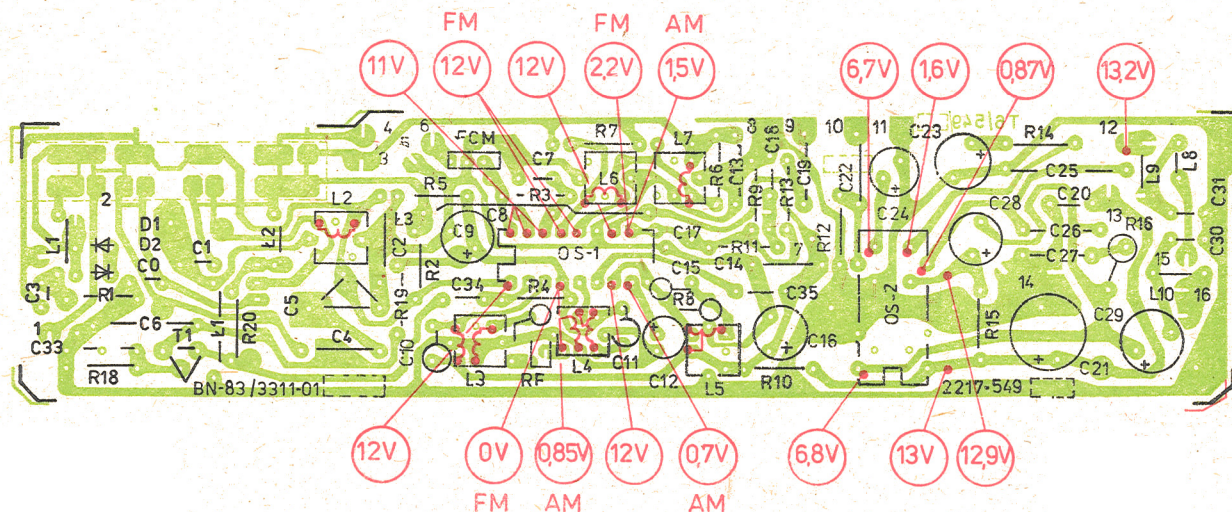 FM FM AM
11V 12V 12V 2,2V 1,5V 6,7V 1,6V 0,87V 13,2V
4 6 FCM R7 L7 8 C18 9 10 11 C23 T6/549 R14 12
3 C7 L6 R6 C13 R9 R13 C19 C22 C25 L9 L8
2 L2 R5 R3 C20 C31
D1 L3 C8 C24 C28 13 R16
L1 D2 C1 L2 C2 C9 C17 R12 C26 C30
C0 OS-1 R11 7 C27 15
C3 R1 C5 R2 C34 R4 C15 C14 C35 OS-2 14 L10 16
R19 R8 R15 C29
1 C6 L1 R20 C4
C33 T1 C10 C11 C16
R18 L3 RF L4 C12 L5 R10 C21
BN-83/3311-01 2217-549
12V 0V 0,85V 12V 0,7V 6,8V 13V 12,9V
FM AM AM